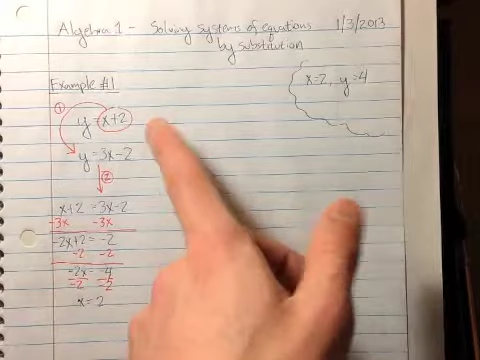 Algebra 1 - Solving systems of equations 1/3/2013
by substitution
x=2, y=4
Example #1
①
y=x+2
y=3x-2
②
x+2=3x-2
-3x -3x
-2x+2=-2
-2 -2
-2x=-4
-2 -2
x=2